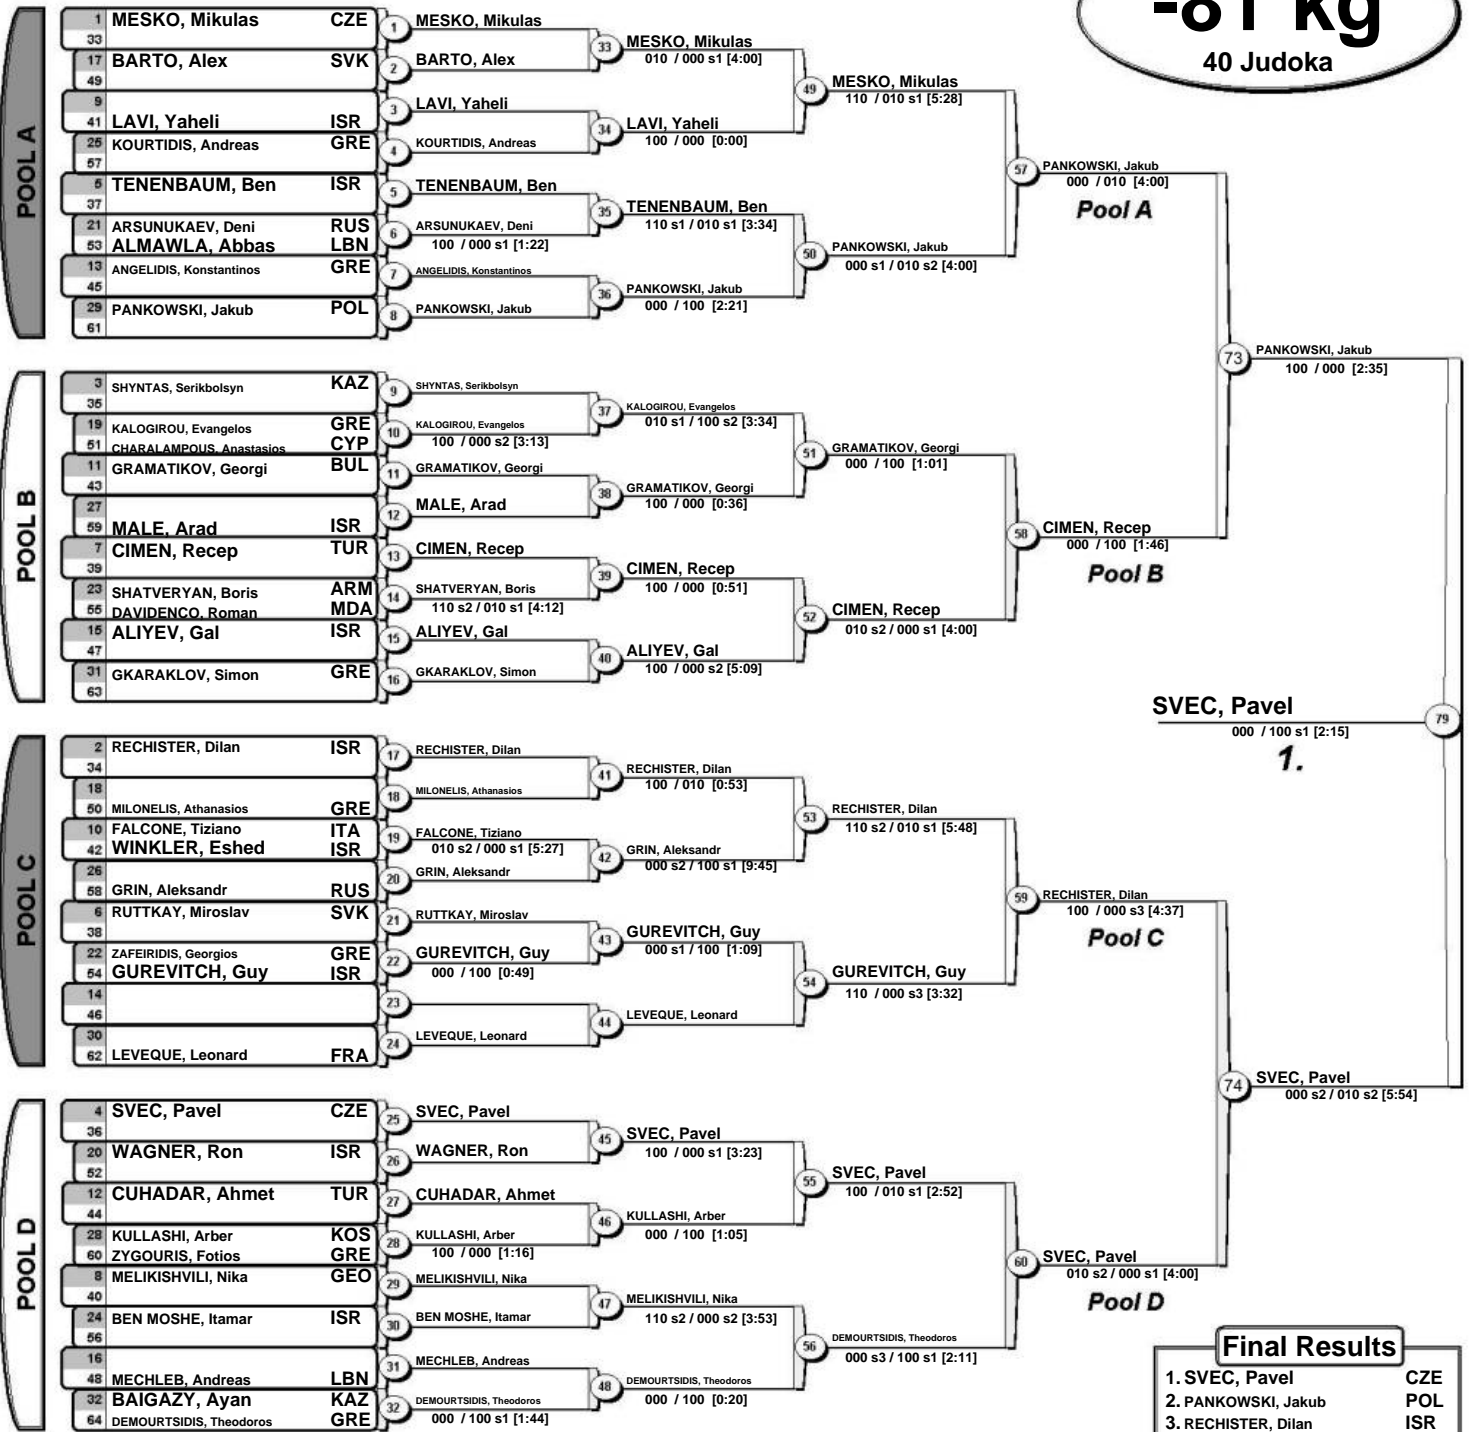 -81 kg
40 Judoka
POOL A
1 MESKO, Mikulas CZE
33
17 BARTO, Alex SVK
49
9
41 LAVI, Yaheli ISR
25 KOURTIDIS, Andreas GRE
57
5 TENENBAUM, Ben ISR
37
21 ARSUNUKAEV, Deni RUS
53 ALMAWLA, Abbas LBN
13 ANGELIDIS, Konstantinos GRE
45
29 PANKOWSKI, Jakub POL
61
1 MESKO, Mikulas
2 BARTO, Alex
3 LAVI, Yaheli
4 KOURTIDIS, Andreas
5 TENENBAUM, Ben
6 ARSUNUKAEV, Deni
100 / 000 s1 [1:22]
7 ANGELIDIS, Konstantinos
8 PANKOWSKI, Jakub
33 MESKO, Mikulas
010 / 000 s1 [4:00]
34 LAVI, Yaheli
100 / 000 [0:00]
35 TENENBAUM, Ben
110 s1 / 010 s1 [3:34]
36 PANKOWSKI, Jakub
000 / 100 [2:21]
49 MESKO, Mikulas
110 / 010 s1 [5:28]
50 PANKOWSKI, Jakub
000 s1 / 010 s2 [4:00]
57 PANKOWSKI, Jakub
000 / 010 [4:00]
Pool A
POOL B
3 SHYNTAS, Serikbolsyn KAZ
35
19 KALOGIROU, Evangelos GRE
51 CHARALAMPOUS, Anastasios CYP
11 GRAMATIKOV, Georgi BUL
43
27
59 MALE, Arad ISR
7 CIMEN, Recep TUR
39
23 SHATVERYAN, Boris ARM
55 DAVIDENCO, Roman MDA
15 ALIYEV, Gal ISR
47
31 GKARAKLOV, Simon GRE
63
9 SHYNTAS, Serikbolsyn
10 KALOGIROU, Evangelos
100 / 000 s2 [3:13]
11 GRAMATIKOV, Georgi
12 MALE, Arad
13 CIMEN, Recep
14 SHATVERYAN, Boris
110 s2 / 010 s1 [4:12]
15 ALIYEV, Gal
16 GKARAKLOV, Simon
37 KALOGIROU, Evangelos
010 s1 / 100 s2 [3:34]
38 GRAMATIKOV, Georgi
100 / 000 [0:36]
39 CIMEN, Recep
100 / 000 [0:51]
40 ALIYEV, Gal
100 / 000 s2 [5:09]
51 GRAMATIKOV, Georgi
000 / 100 [1:01]
52 CIMEN, Recep
010 s2 / 000 s1 [4:00]
58 CIMEN, Recep
000 / 100 [1:46]
Pool B
73 PANKOWSKI, Jakub
100 / 000 [2:35]
SVEC, Pavel 79
000 / 100 s1 [2:15]
1.
POOL C
2 RECHISTER, Dilan ISR
34
18
50 MILONELIS, Athanasios GRE
10 FALCONE, Tiziano ITA
42 WINKLER, Eshed ISR
26
58 GRIN, Aleksandr RUS
6 RUTTKAY, Miroslav SVK
38
22 ZAFEIRIDIS, Georgios GRE
54 GUREVITCH, Guy ISR
14
46
30
62 LEVEQUE, Leonard FRA
17 RECHISTER, Dilan
18 MILONELIS, Athanasios
19 FALCONE, Tiziano
010 s2 / 000 s1 [5:27]
20 GRIN, Aleksandr
21 RUTTKAY, Miroslav
22 GUREVITCH, Guy
000 / 100 [0:49]
23
24 LEVEQUE, Leonard
41 RECHISTER, Dilan
100 / 010 [0:53]
42 GRIN, Aleksandr
000 s2 / 100 s1 [9:45]
43 GUREVITCH, Guy
000 s1 / 100 [1:09]
44 LEVEQUE, Leonard
53 RECHISTER, Dilan
110 s2 / 010 s1 [5:48]
54 GUREVITCH, Guy
110 / 000 s3 [3:32]
59 RECHISTER, Dilan
100 / 000 s3 [4:37]
Pool C
74 SVEC, Pavel
000 s2 / 010 s2 [5:54]
POOL D
4 SVEC, Pavel CZE
36
20 WAGNER, Ron ISR
52
12 CUHADAR, Ahmet TUR
44
28 KULLASHI, Arber KOS
60 ZYGOURIS, Fotios GRE
8 MELIKISHVILI, Nika GEO
40
24 BEN MOSHE, Itamar ISR
56
16
48 MECHLEB, Andreas LBN
32 BAIGAZY, Ayan KAZ
64 DEMOURTSIDIS, Theodoros GRE
25 SVEC, Pavel
26 WAGNER, Ron
27 CUHADAR, Ahmet
28 KULLASHI, Arber
100 / 000 [1:16]
29 MELIKISHVILI, Nika
30 BEN MOSHE, Itamar
31 MECHLEB, Andreas
32 DEMOURTSIDIS, Theodoros
000 / 100 s1 [1:44]
45 SVEC, Pavel
100 / 000 s1 [3:23]
46 KULLASHI, Arber
000 / 100 [1:05]
47 MELIKISHVILI, Nika
110 s2 / 000 s2 [3:53]
48 DEMOURTSIDIS, Theodoros
000 / 100 [0:20]
55 SVEC, Pavel
100 / 010 s1 [2:52]
56 DEMOURTSIDIS, Theodoros
000 s3 / 100 s1 [2:11]
60 SVEC, Pavel
010 s2 / 000 s1 [4:00]
Pool D
Final Results
1. SVEC, Pavel CZE
2. PANKOWSKI, Jakub POL
3. RECHISTER, Dilan ISR